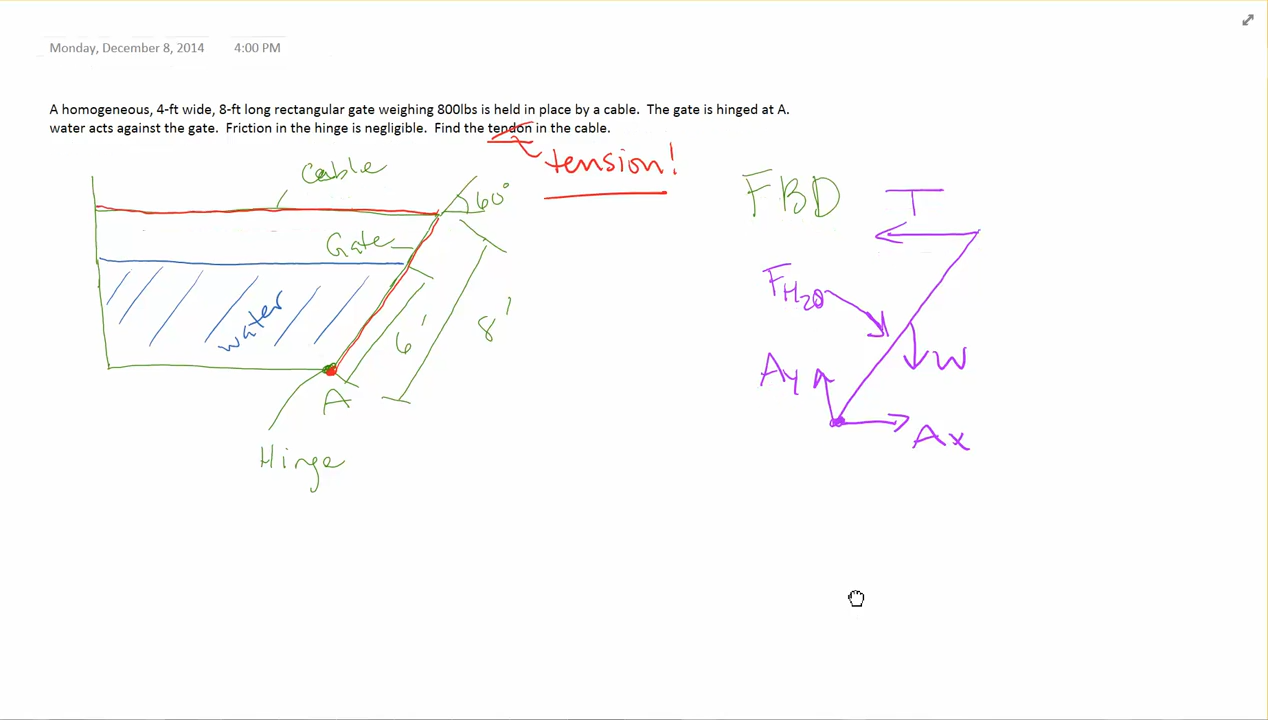 Monday, December 8, 2014 4:00 PM
A homogeneous, 4-ft wide, 8-ft long rectangular gate weighing 800lbs is held in place by a cable. The gate is hinged at A.
water acts against the gate. Friction in the hinge is negligible. Find the tendon in the cable.
tension!
Cable
60°
Gate
water
6'
8'
A
Hinge
FBD
T
FH20
W
Ay
Ax